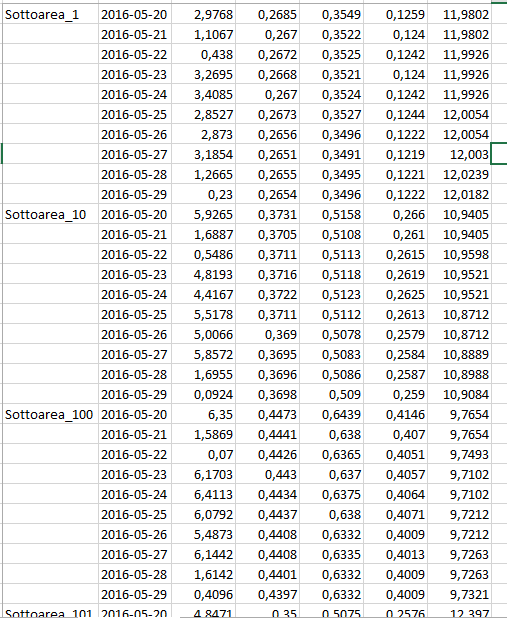 Sottoarea_1 2016-05-20 2,9768 0,2685 0,3549 0,1259 11,9802
2016-05-21 1,1067 0,267 0,3522 0,124 11,9802
2016-05-22 0,438 0,2672 0,3525 0,1242 11,9926
2016-05-23 3,2695 0,2668 0,3521 0,124 11,9926
2016-05-24 3,4085 0,267 0,3524 0,1242 11,9926
2016-05-25 2,8527 0,2673 0,3527 0,1244 12,0054
2016-05-26 2,873 0,2656 0,3496 0,1222 12,0054
2016-05-27 3,1854 0,2651 0,3491 0,1219 12,003
2016-05-28 1,2665 0,2655 0,3495 0,1221 12,0239
2016-05-29 0,23 0,2654 0,3496 0,1222 12,0182
Sottoarea_10 2016-05-20 5,9265 0,3731 0,5158 0,266 10,9405
2016-05-21 1,6887 0,3705 0,5108 0,261 10,9405
2016-05-22 0,5486 0,3711 0,5113 0,2615 10,9598
2016-05-23 4,8193 0,3716 0,5118 0,2619 10,9521
2016-05-24 4,4167 0,3722 0,5123 0,2625 10,9521
2016-05-25 5,5178 0,3711 0,5112 0,2613 10,8712
2016-05-26 5,0066 0,369 0,5078 0,2579 10,8712
2016-05-27 5,8572 0,3695 0,5083 0,2584 10,8889
2016-05-28 1,6955 0,3696 0,5086 0,2587 10,8988
2016-05-29 0,0924 0,3698 0,509 0,259 10,9084
Sottoarea_100 2016-05-20 6,35 0,4473 0,6439 0,4146 9,7654
2016-05-21 1,5869 0,4441 0,638 0,407 9,7654
2016-05-22 0,07 0,4426 0,6365 0,4051 9,7493
2016-05-23 6,1703 0,443 0,637 0,4057 9,7102
2016-05-24 6,4113 0,4434 0,6375 0,4064 9,7102
2016-05-25 6,0792 0,4437 0,638 0,4071 9,7212
2016-05-26 5,4873 0,4408 0,6332 0,4009 9,7212
2016-05-27 6,1442 0,4408 0,6335 0,4013 9,7263
2016-05-28 1,6142 0,4401 0,6332 0,4009 9,7263
2016-05-29 0,4096 0,4397 0,6332 0,4009 9,7321
Sottoarea_101 2016-05-20 4,8471 0,35 0,5075 0,2576 12,397